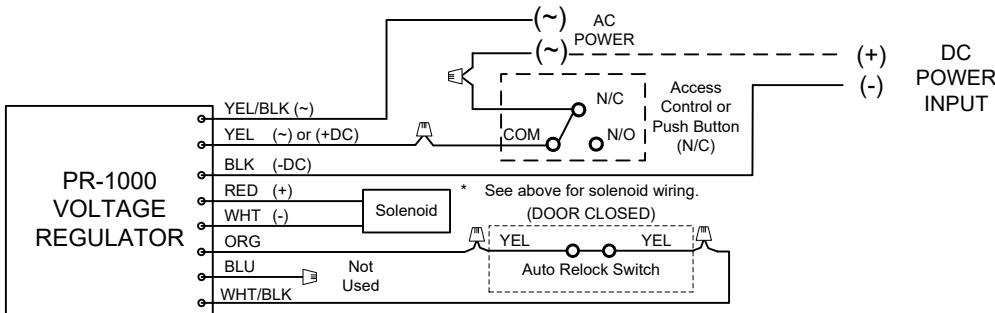 (~) AC
POWER
(~)
(+) DC
POWER
INPUT
(-)
Access
Control or
Push Button
(N/C)
N/C
COM
N/O
YEL/BLK (~)
YEL (~) or (+DC)
BLK (-DC)
RED (+)
WHT (-)
ORG
BLU
WHT/BLK
PR-1000
VOLTAGE
REGULATOR
Solenoid
* See above for solenoid wiring.
(DOOR CLOSED)
YEL YEL
Auto Relock Switch
Not
Used